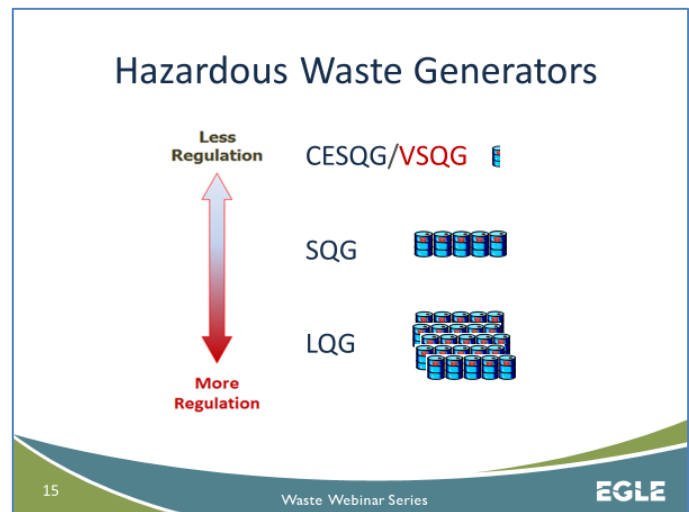 Hazardous Waste Generators
Less
Regulation
CESQG/VSQG
SQG
LQG
More
Regulation
15
Waste Webinar Series
EGLE